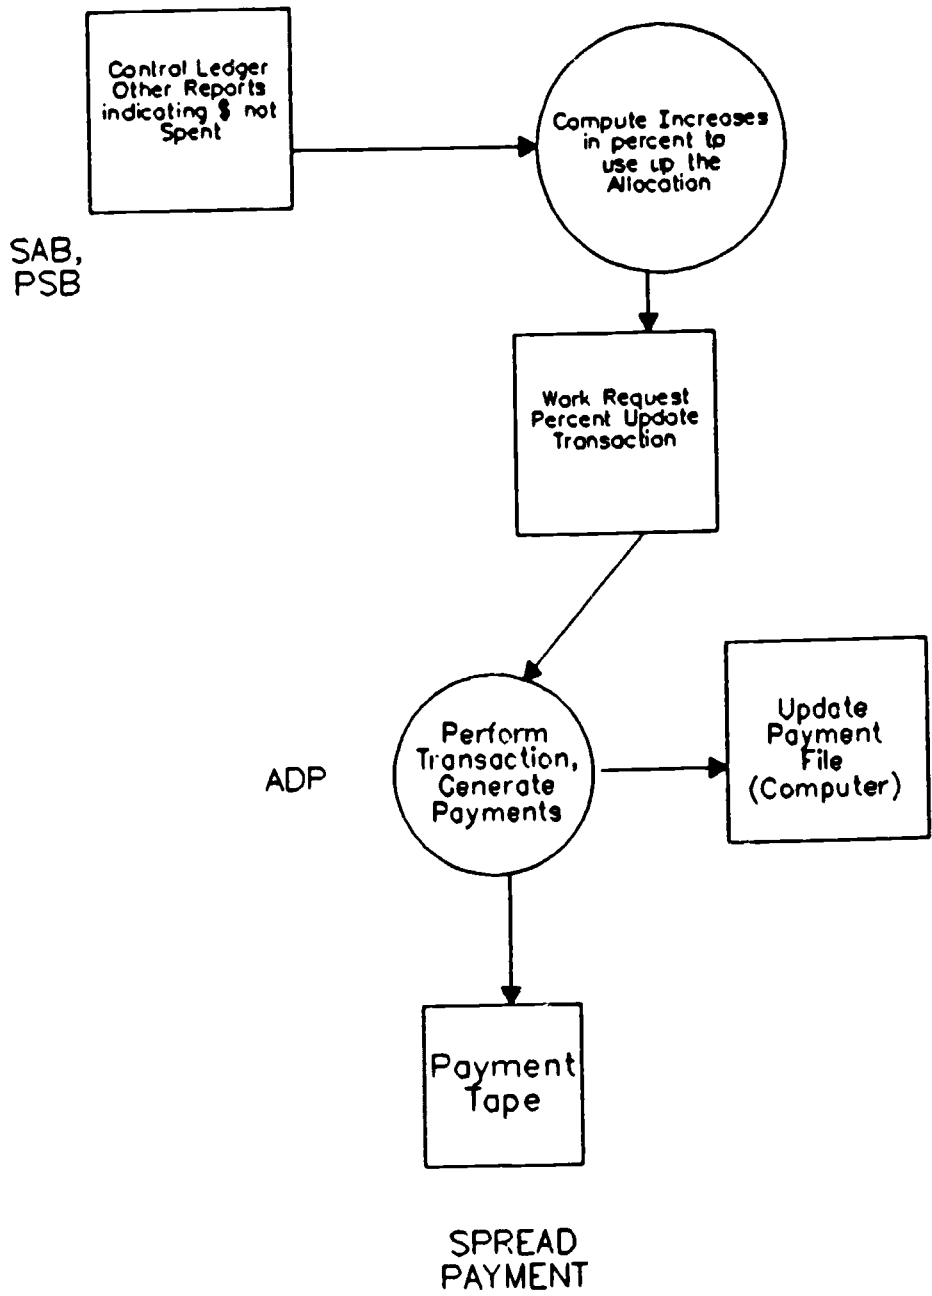 Control Ledger
Other Reports
indicating $ not
Spent
Compute Increases
in percent to
use up the
Allocation
SAB,
PSB
Work Request
Percent Update
Transaction
Perform
Transaction,
Generate
Payments
ADP
Update
Payment
File
(Computer)
Payment
Tape
SPREAD
PAYMENT